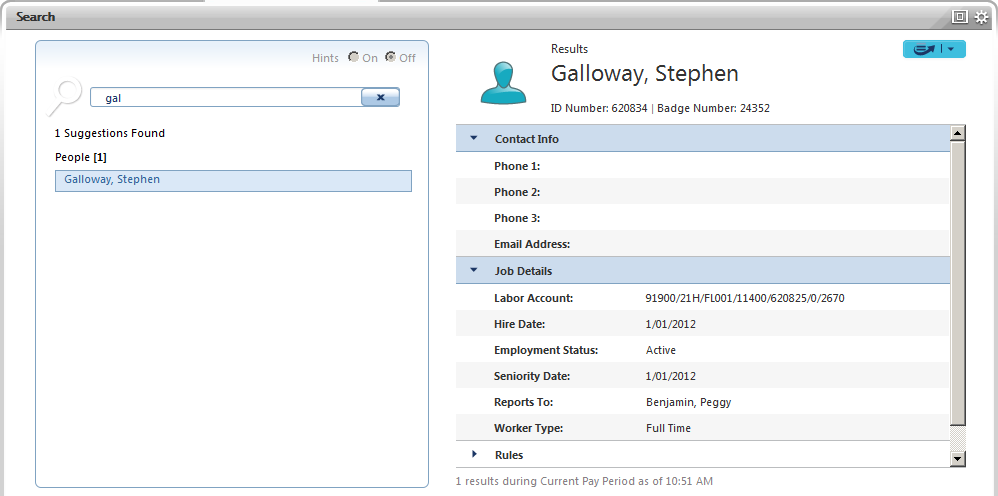 Search
Hints On Off
gal
1 Suggestions Found
People [1]
Galloway, Stephen
Results
Galloway, Stephen
ID Number: 620834 | Badge Number: 24352
Contact Info
Phone 1:
Phone 2:
Phone 3:
Email Address:
Job Details
Labor Account: 91900/21H/FL001/11400/620825/0/2670
Hire Date: 1/01/2012
Employment Status: Active
Seniority Date: 1/01/2012
Reports To: Benjamin, Peggy
Worker Type: Full Time
Rules
1 results during Current Pay Period as of 10:51 AM